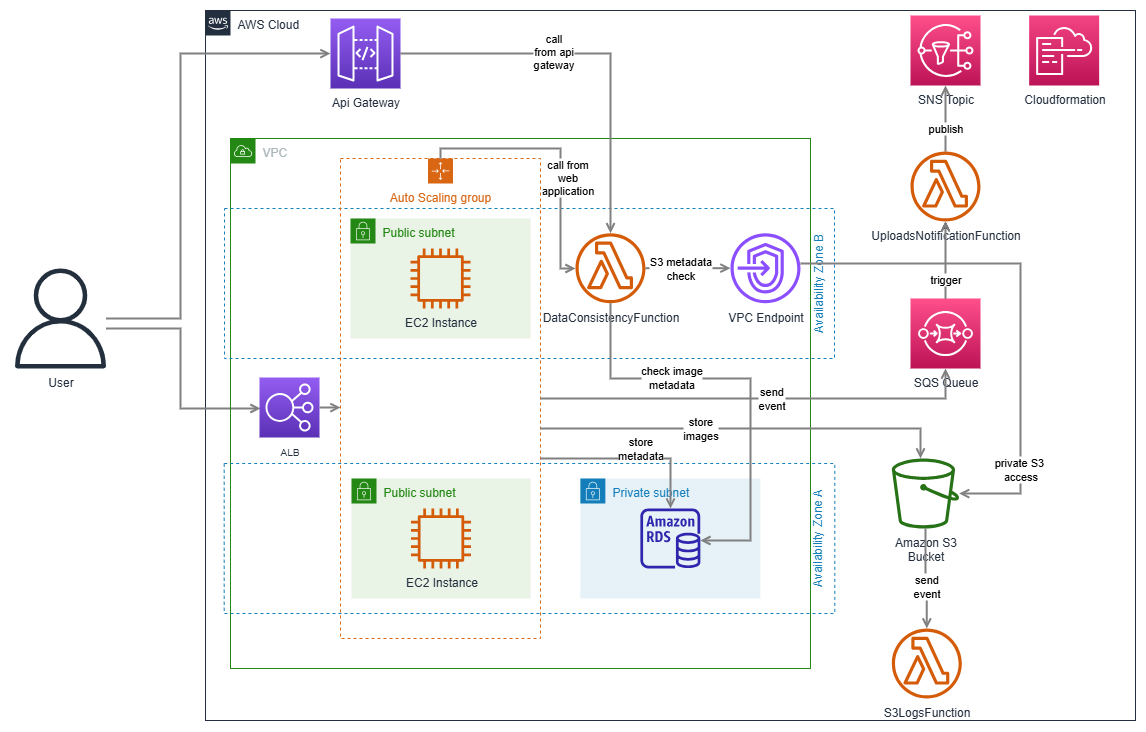 aws
AWS Cloud
Api Gateway
call
from api
gateway
SNS Topic
Cloudformation
publish
VPC
Auto Scaling group
call from
web
application
Public subnet
EC2 Instance
DataConsistencyFunction
S3 metadata
check
VPC Endpoint
Availability Zone B
UploadsNotificationFunction
trigger
SQS Queue
User
ALB
check image
metadata
send
event
store
images
store
metadata
private S3
access
Public subnet
EC2 Instance
Private subnet
Amazon
RDS
Availability Zone A
Amazon S3
Bucket
send
event
S3LogsFunction